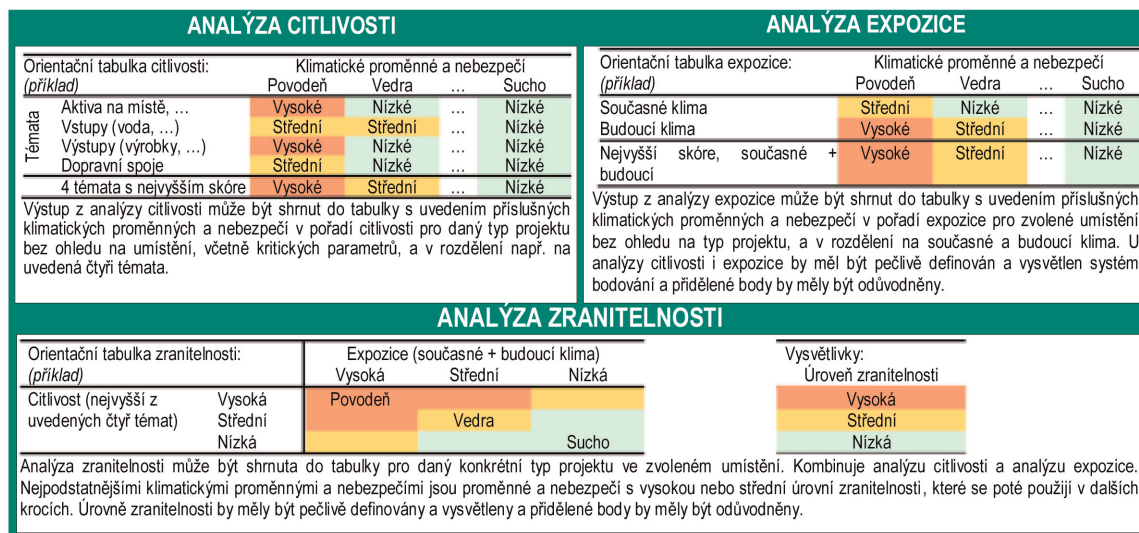 ANALÝZA CITLIVOSTI
Orientační tabulka citlivosti: Klimatické proměnné a nebezpečí
(příklad) Povodeň Vedra … Sucho
Témata
Aktiva na místě, … Vysoké Nízké … Nízké
Vstupy (voda, …) Střední Střední … Nízké
Výstupy (výrobky, …) Vysoké Nízké … Nízké
Dopravní spoje Střední Nízké … Nízké
4 témata s nejvyšším skóre Vysoké Střední … Nízké
Výstup z analýzy citlivosti může být shrnut do tabulky s uvedením příslušných
klimatických proměnných a nebezpečí v pořadí citlivosti pro daný typ projektu
bez ohledu na umístění, včetně kritických parametrů, a v rozdělení např. na
uvedená čtyři témata.
ANALÝZA EXPOZICE
Orientační tabulka expozice: Klimatické proměnné a nebezpečí
(příklad) Povodeň Vedra … Sucho
Současné klima Střední Nízké … Nízké
Budoucí klima Vysoké Střední … Nízké
Nejvyšší skóre, současné + Vysoké Střední … Nízké
budoucí
Výstup z analýzy expozice může být shrnut do tabulky s uvedením příslušných
klimatických proměnných a nebezpečí v pořadí expozice pro zvolené umístění
bez ohledu na typ projektu, a v rozdělení na současné a budoucí klima. U
analýzy citlivosti i expozice by měl být pečlivě definován a vysvětlen systém
bodování a přidělené body by měly být odůvodněny.
ANALÝZA ZRANITELNOSTI
Orientační tabulka zranitelnosti: Expozice (současné + budoucí klima)
(příklad) Vysoká Střední Nízká
Citlivost (nejvyšší z Vysoká Povodeň
uvedených čtyř témat) Střední Vedra
Nízká Sucho
Vysvětlivky:
Úroveň zranitelnosti
Vysoká
Střední
Nízká
Analýza zranitelnosti může být shrnuta do tabulky pro daný konkrétní typ projektu ve zvoleném umístění. Kombinuje analýzu citlivosti a analýzu expozice.
Nejpodstatnějšími klimatickými proměnnými a nebezpečími jsou proměnné a nebezpečí s vysokou nebo střední úrovní zranitelnosti, které se poté použijí v dalších
krocích. Úrovně zranitelnosti by měly být pečlivě definovány a vysvětleny a přidělené body by měly být odůvodněny.